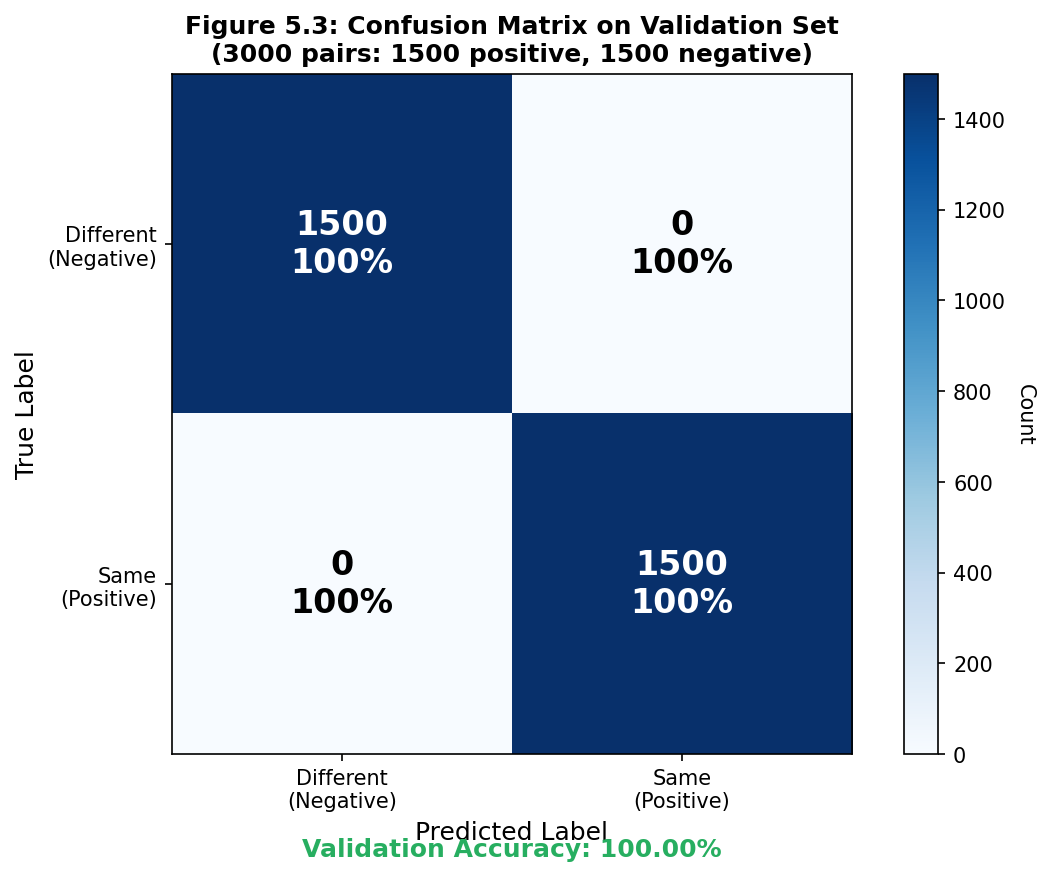 Figure 5.3: Confusion Matrix on Validation Set
(3000 pairs: 1500 positive, 1500 negative)
True Label
Different
(Negative)
Same
(Positive)
1500
100%
0
100%
0
100%
1500
100%
Different
(Negative)
Same
(Positive)
Predicted Label
Validation Accuracy: 100.00%
1400
1200
1000
800
600
400
200
0
Count